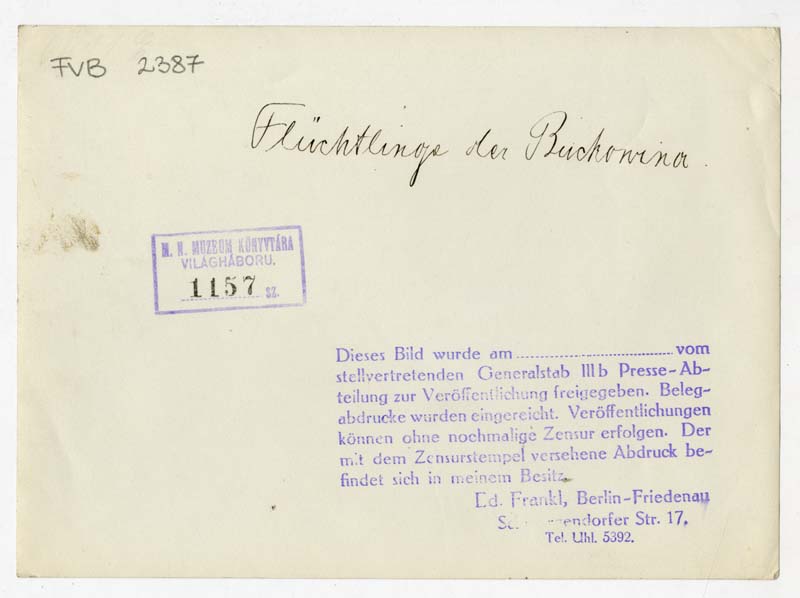 FVB 2387
Flüchtlinge der Buckowina.
M. N. MUZEUM KÖNYVTÁRA
VILÁGHÁBORU.
1157 SZ.
Dieses Bild wurde am ........................ vom
stellvertretenden Generalstab IIIb Presse-Ab-
teilung zur Veröffentlichung freigegeben. Beleg-
abdrucke wurden eingereicht. Veröffentlichungen
können ohne nochmalige Zensur erfolgen. Der
mit dem Zensurstempel versehene Abdruck be-
findet sich in meinem Besitz.
Ed. Frankl, Berlin-Friedenau
Str. 17.
Tel. Uhl. 5392.